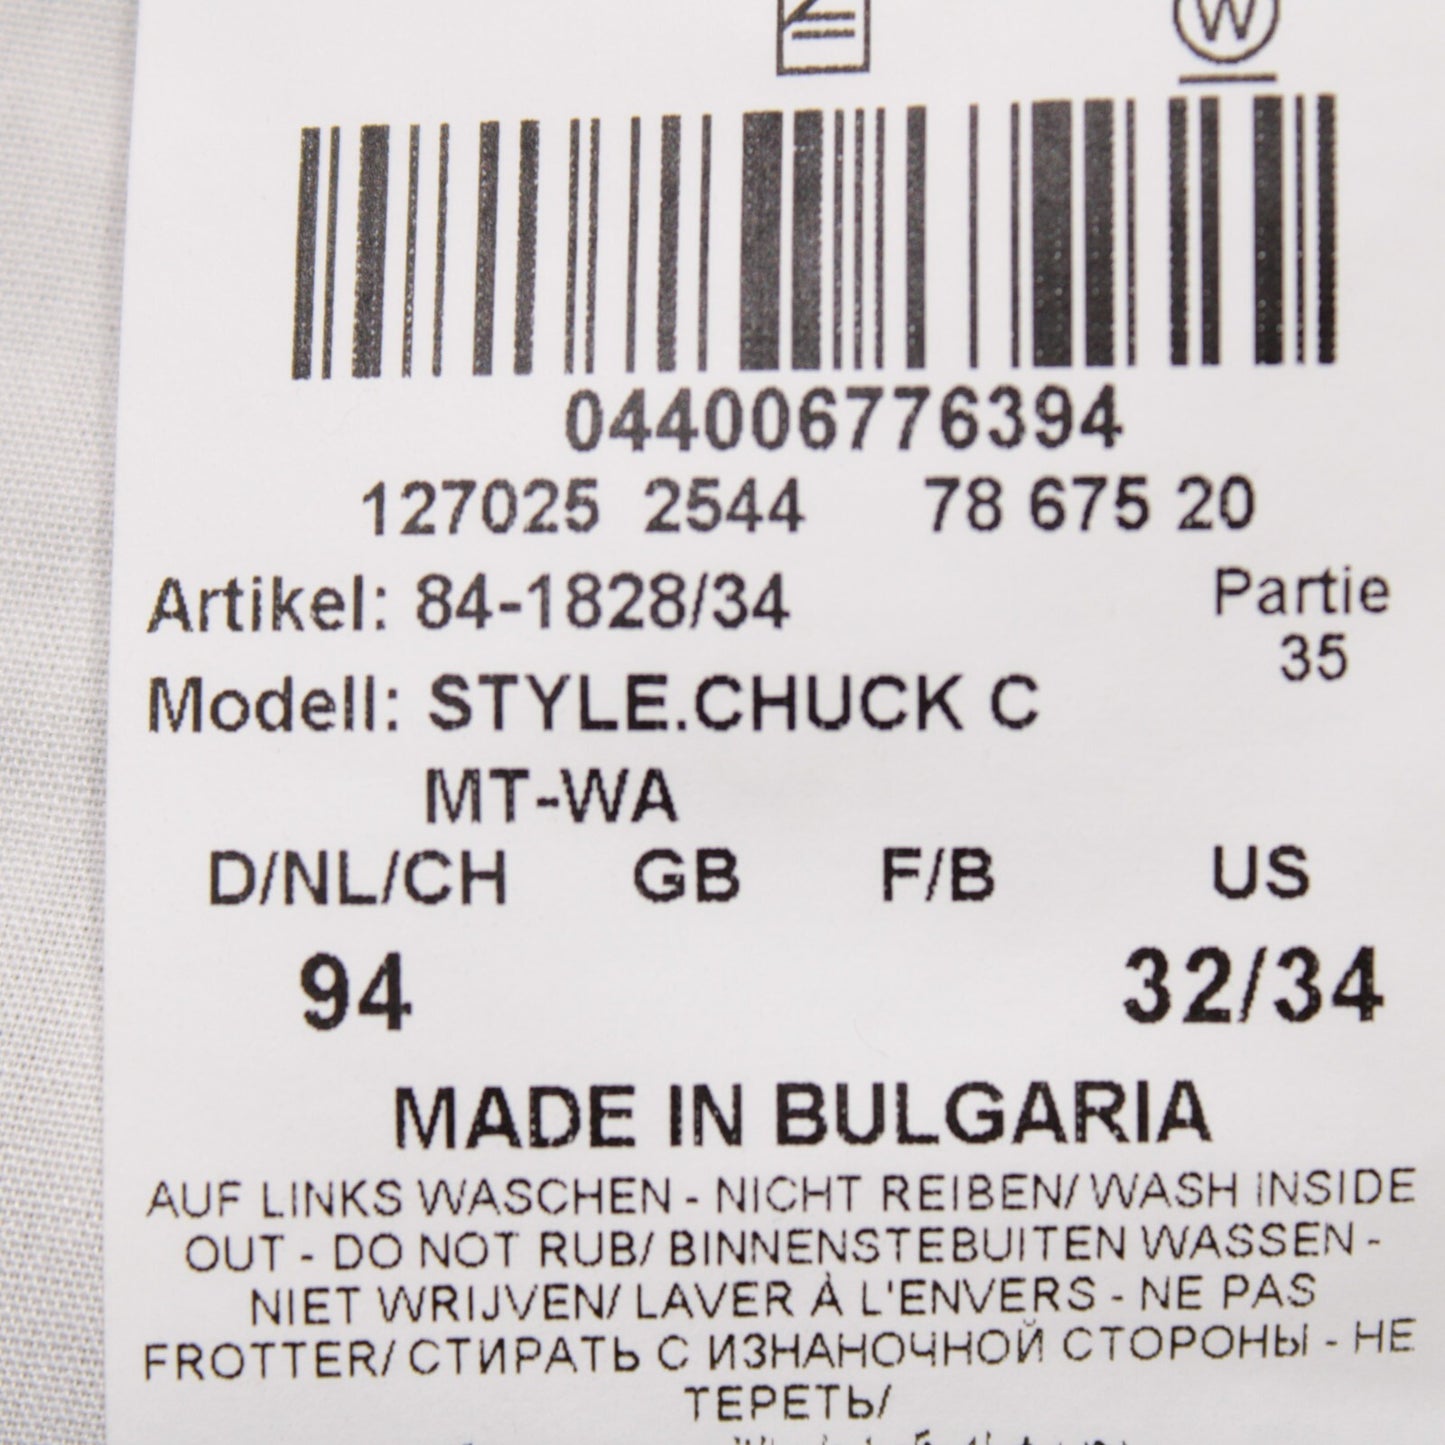 W
044006776394
127025 2544 78 675 20
Artikel: 84-1828/34 Partie
35
Modell: STYLE.CHUCK C
MT-WA
D/NL/CH GB F/B US
94 32/34
MADE IN BULGARIA
AUF LINKS WASCHEN - NICHT REIBEN/ WASH INSIDE
OUT - DO NOT RUB/ BINNENSTEBUITEN WASSEN -
NIET WRIJVEN/ LAVER À L'ENVERS - NE PAS
FROTTER/ СТИРАТЬ С ИЗНАНОЧНОЙ СТОРОНЫ - НЕ
ТЕРЕТЬ/